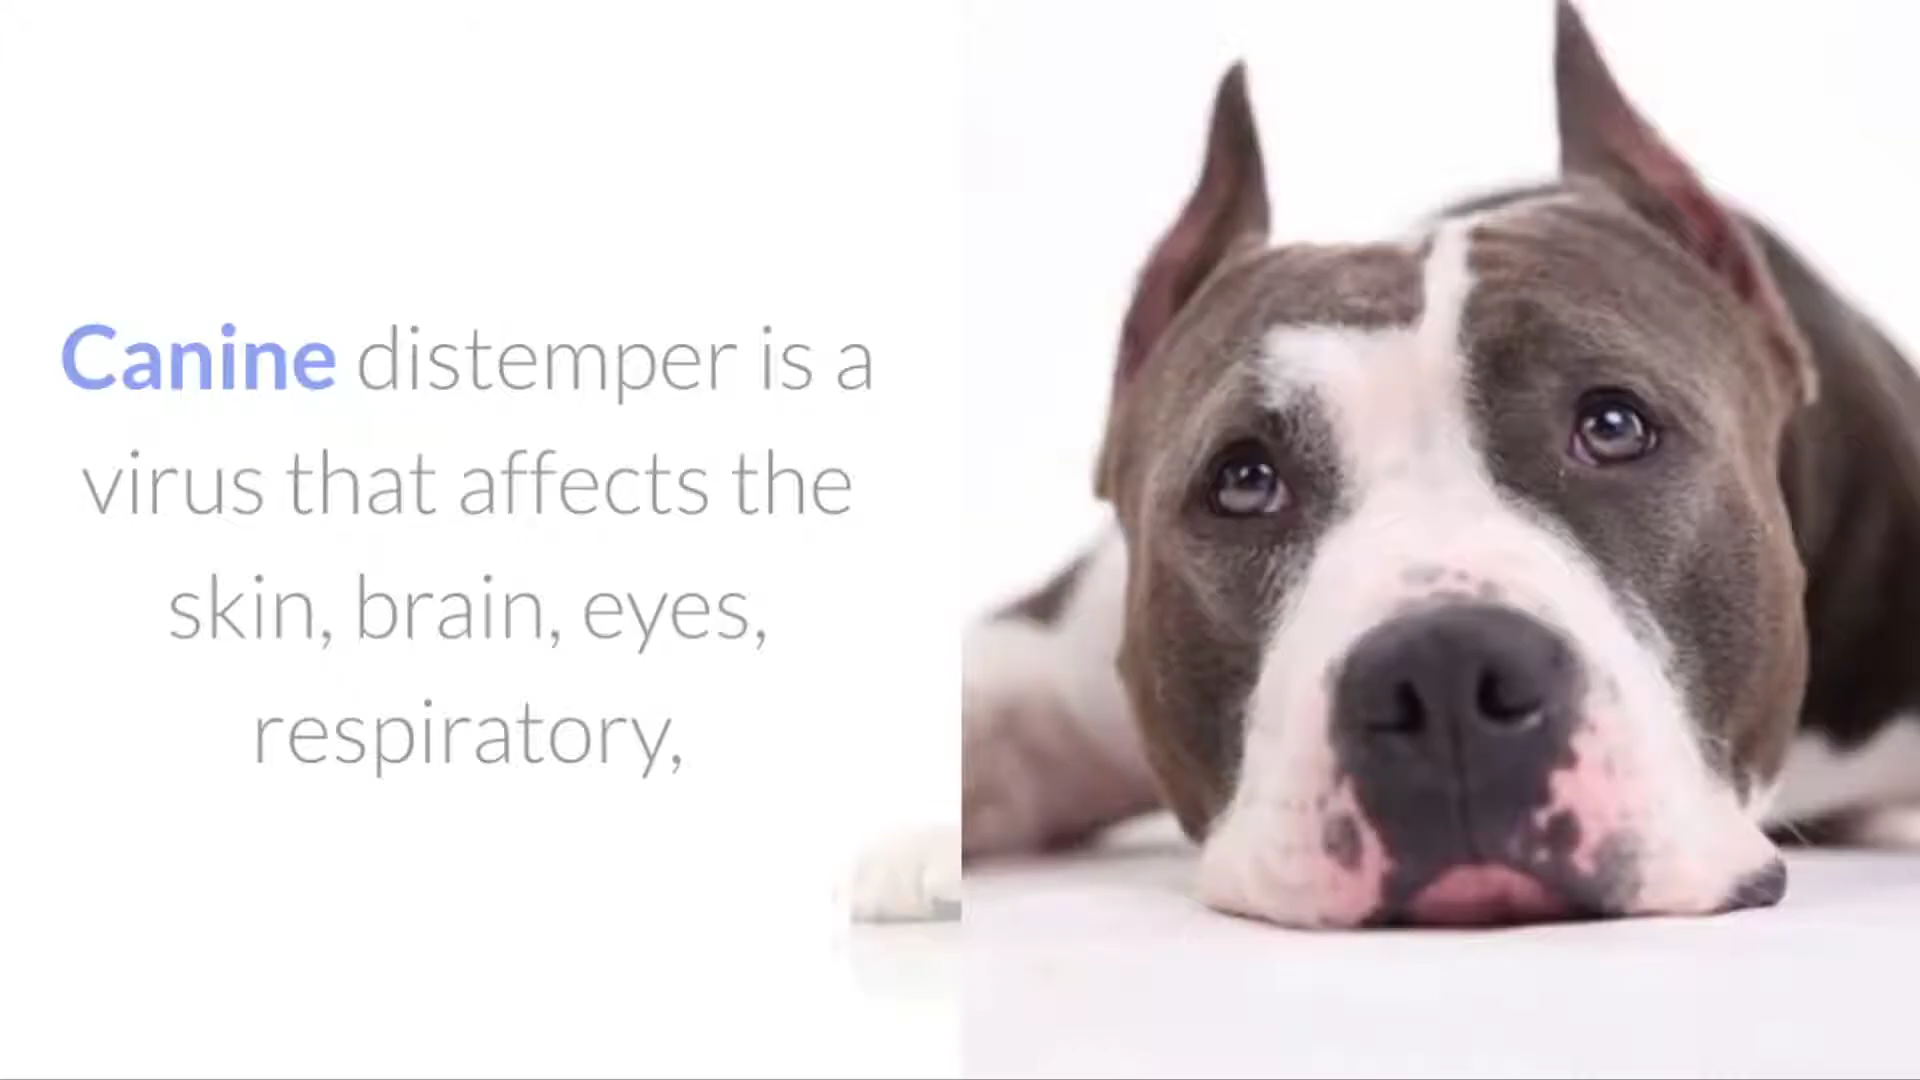 Canine distemper is a
virus that affects the
skin, brain, eyes,
respiratory,